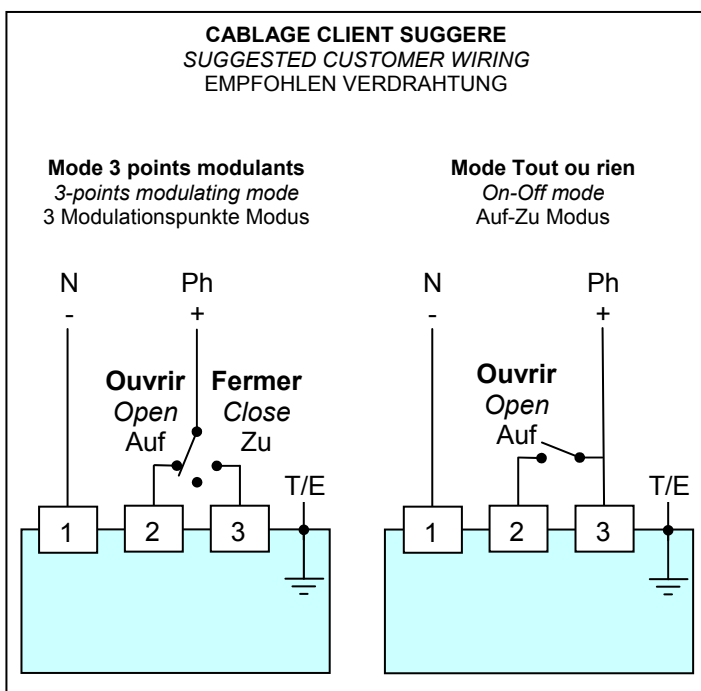 CABLAGE CLIENT SUGGERE
SUGGESTED CUSTOMER WIRING
EMPFOHLEN VERDRAHTUNG
Mode 3 points modulants
3-points modulating mode
3 Modulationspunkte Modus
N Ph
- +
Ouvrir Fermer
Open Close
Auf Zu
T/E
1 2 3
Mode Tout ou rien
On-Off mode
Auf-Zu Modus
N Ph
- +
Ouvrir
Open
Auf
T/E
1 2 3